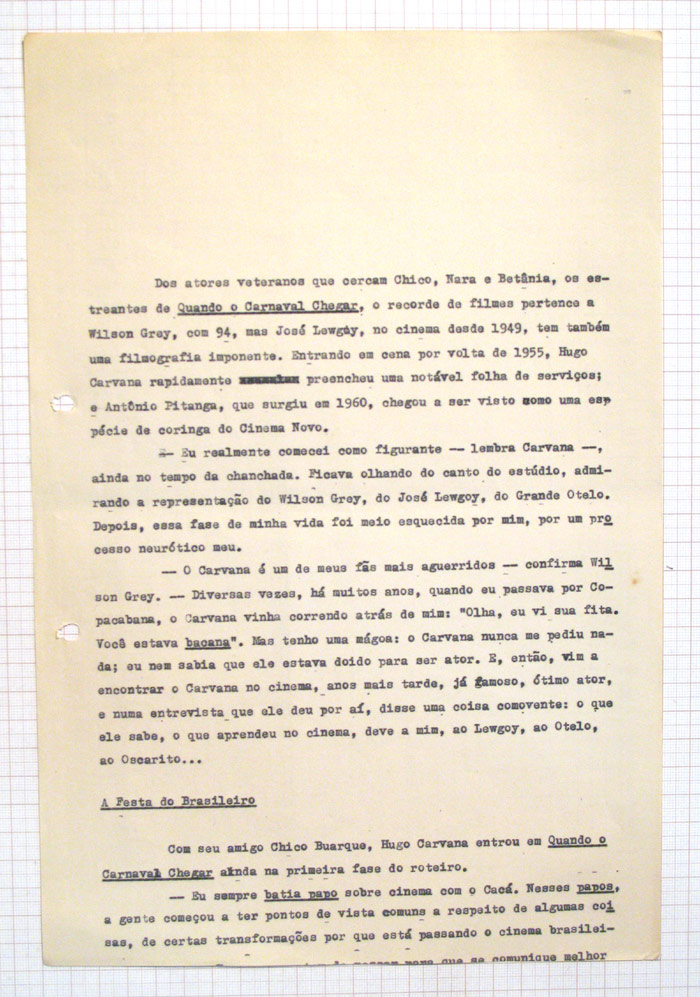 Dos atores veteranos que cercam Chico, Nara e Betânia, os es-
treantes de Quando o Carnaval Chegar, o recorde de filmes pertence a
Wilson Grey, com 94, mas José Lewgoy, no cinema desde 1949, tem também
uma filmografia imponente. Entrando em cena por volta de 1955, Hugo
Carvana rapidamente preencheu uma notável folha de serviços;
e Antônio Pitanga, que surgiu em 1960, chegou a ser visto como uma esp
pécie de coringa do Cinema Novo.
-- Eu realmente comecei como figurante -- lembra Carvana --,
ainda no tempo da chanchada. Ficava olhando do canto do estúdio, admi-
rando a representação do Wilson Grey, do José Lewgoy, do Grande Otelo.
Depois, essa fase de minha vida foi meio esquecida por mim, por um pro
cesso neurótico meu.
-- O Carvana é um de meus fãs mais aguerridos -- confirma Wil
son Grey. -- Diversas vezes, há muitos anos, quando eu passava por Co-
pacabana, o Carvana vinha correndo atrás de mim: "Olha, eu vi sua fita.
Você estava bacana". Mas tenho uma mágoa: o Carvana nunca me pediu na-
da; eu nem sabia que ele estava doido para ser ator. E, então, vim a
encontrar o Carvana no cinema, anos mais tarde, já famoso, ótimo ator,
e numa entrevista que ele deu por aí, disse uma coisa comovente: o que
ele sabe, o que aprendeu no cinema, deve a mim, ao Lewgoy, ao Otelo,
ao Oscarito...
A Festa do Brasileiro
Com seu amigo Chico Buarque, Hugo Carvana entrou em Quando o
Carnaval Chegar ainda na primeira fase do roteiro.
-- Eu sempre batia papo sobre cinema com o Cacá. Nesses papos,
a gente começou a ter pontos de vista comuns a respeito de algumas coi
sas, de certas transformações por que está passando o cinema brasilei-
para que se comunique melhor